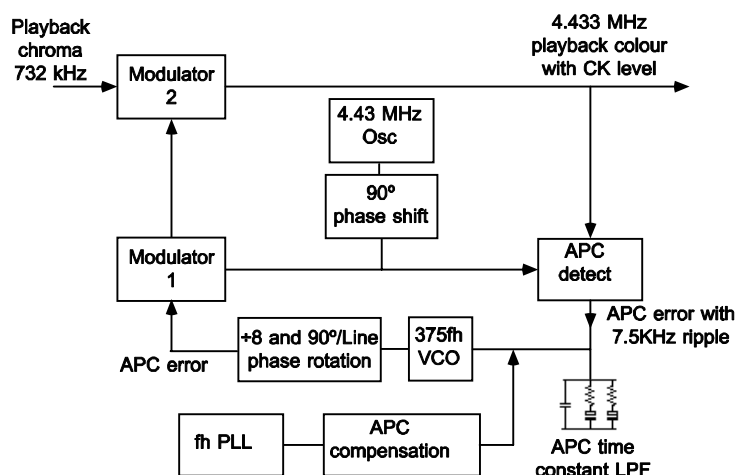 Playback
chroma
732 kHz
Modulator
2
4.433 MHz
playback colour
with CK level
4.43 MHz
Osc
90º
phase shift
Modulator
1
APC
detect
APC error with
7.5KHz ripple
÷8 and 90º/Line
phase rotation
375fh
VCO
APC error
fh PLL
APC
compensation
APC time
constant LPF